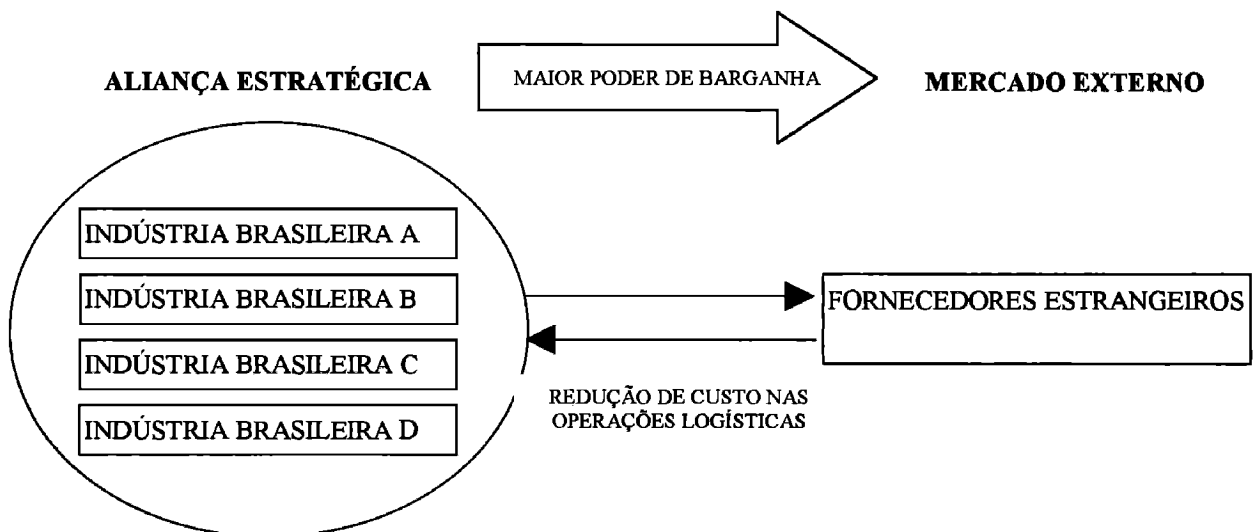 ALIANÇA ESTRATÉGICA
MAIOR PODER DE BARGANHA
MERCADO EXTERNO
INDÚSTRIA BRASILEIRA A
INDÚSTRIA BRASILEIRA B
INDÚSTRIA BRASILEIRA C
INDÚSTRIA BRASILEIRA D
FORNECEDORES ESTRANGEIROS
REDUÇÃO DE CUSTO NAS
OPERAÇÕES LOGÍSTICAS